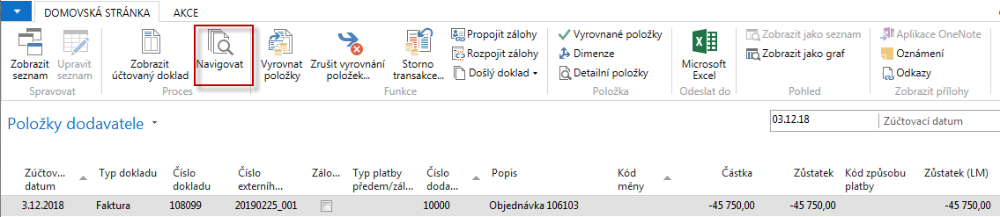 DOMOVSKÁ STRÁNKA AKCE
Zobrazit seznam
Upravit seznam
Spravovat
Zobrazit účtovaný doklad
Navigovat
Proces
Vyrovnat položky
Zrušit vyrovnání položek...
Storno transakce...
Propojit zálohy
Rozpojit zálohy
Došlý doklad
Funkce
Vyrovnané položky
Dimenze
Detailní položky
Položka
Microsoft Excel
Odeslat do
Zobrazit jako seznam
Zobrazit jako graf
Pohled
Aplikace OneNote
Oznámení
Odkazy
Zobrazit přílohy
Položky dodavatele
03.12.18 Zúčtovací datum
Zúčtov... datum Typ dokladu Číslo dokladu Číslo externíh... Zálo... Typ platby předem/zál... Číslo doda... Popis Kód měny Částka Zůstatek Kód způsobu platby Zůstatek (LM)
3.12.2018 Faktura 108099 20190225_001 10000 Objednávka 106103 -45 750,00 -45 750,00 -45 750,00